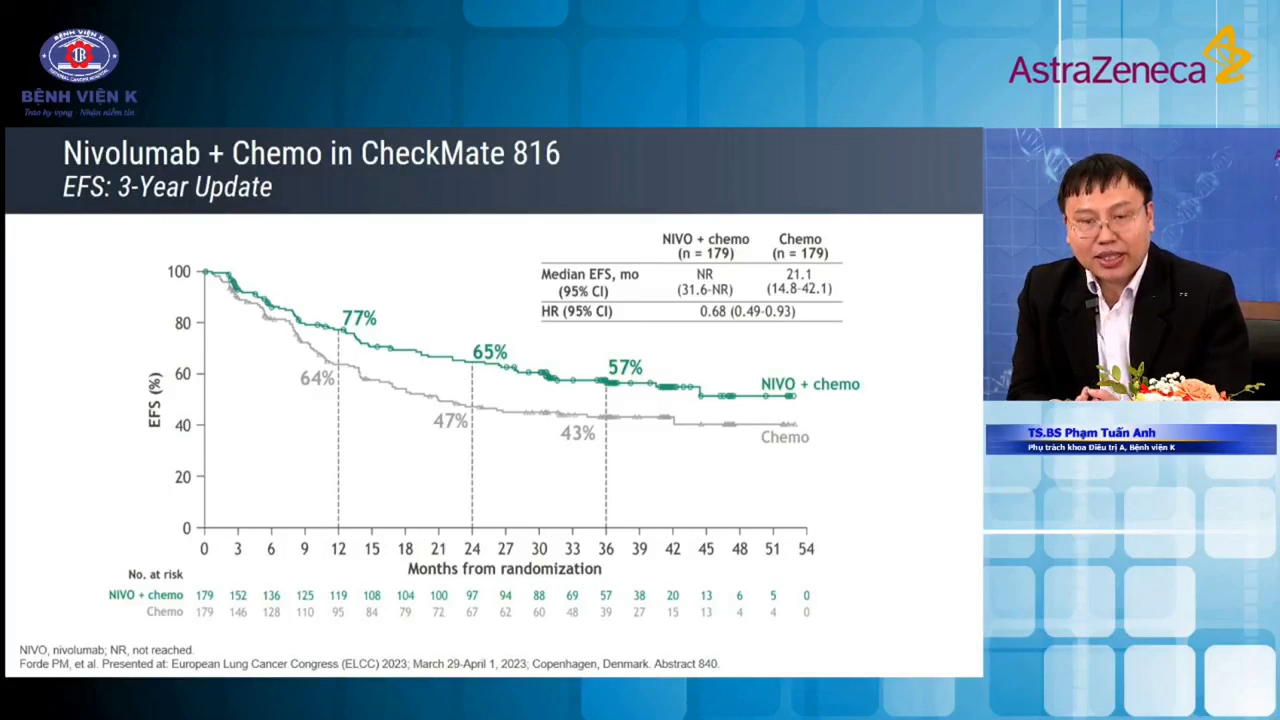 BỆNH VIỆN K
BỆNH VIỆN K
Trao hy vọng - Nhận niềm tin
AstraZeneca
Nivolumab + Chemo in CheckMate 816
EFS: 3-Year Update
NIVO + chemo Chemo
(n = 179) (n = 179)
Median EFS, mo NR 21.1
(95% CI) (31.6-NR) (14.8-42.1)
HR (95% CI) 0.68 (0.49-0.93)
EFS (%)
100
80
60
40
20
0
77%
65%
57%
64%
47%
43%
NIVO + chemo
Chemo
0 3 6 9 12 15 18 21 24 27 30 33 36 39 42 45 48 51 54
Months from randomization
No. at risk
NIVO + chemo 179 152 136 125 119 108 104 100 97 94 88 69 57 38 20 13 6 5 0
Chemo 179 146 128 110 95 84 79 72 67 62 60 48 39 27 15 13 4 4 0
NIVO, nivolumab; NR, not reached.
Forde PM, et al. Presented at: European Lung Cancer Congress (ELCC) 2023; March 29-April 1, 2023; Copenhagen, Denmark. Abstract 840.
TS.BS Phạm Tuấn Anh
Phụ trách khoa Điều trị A, Bệnh viện K